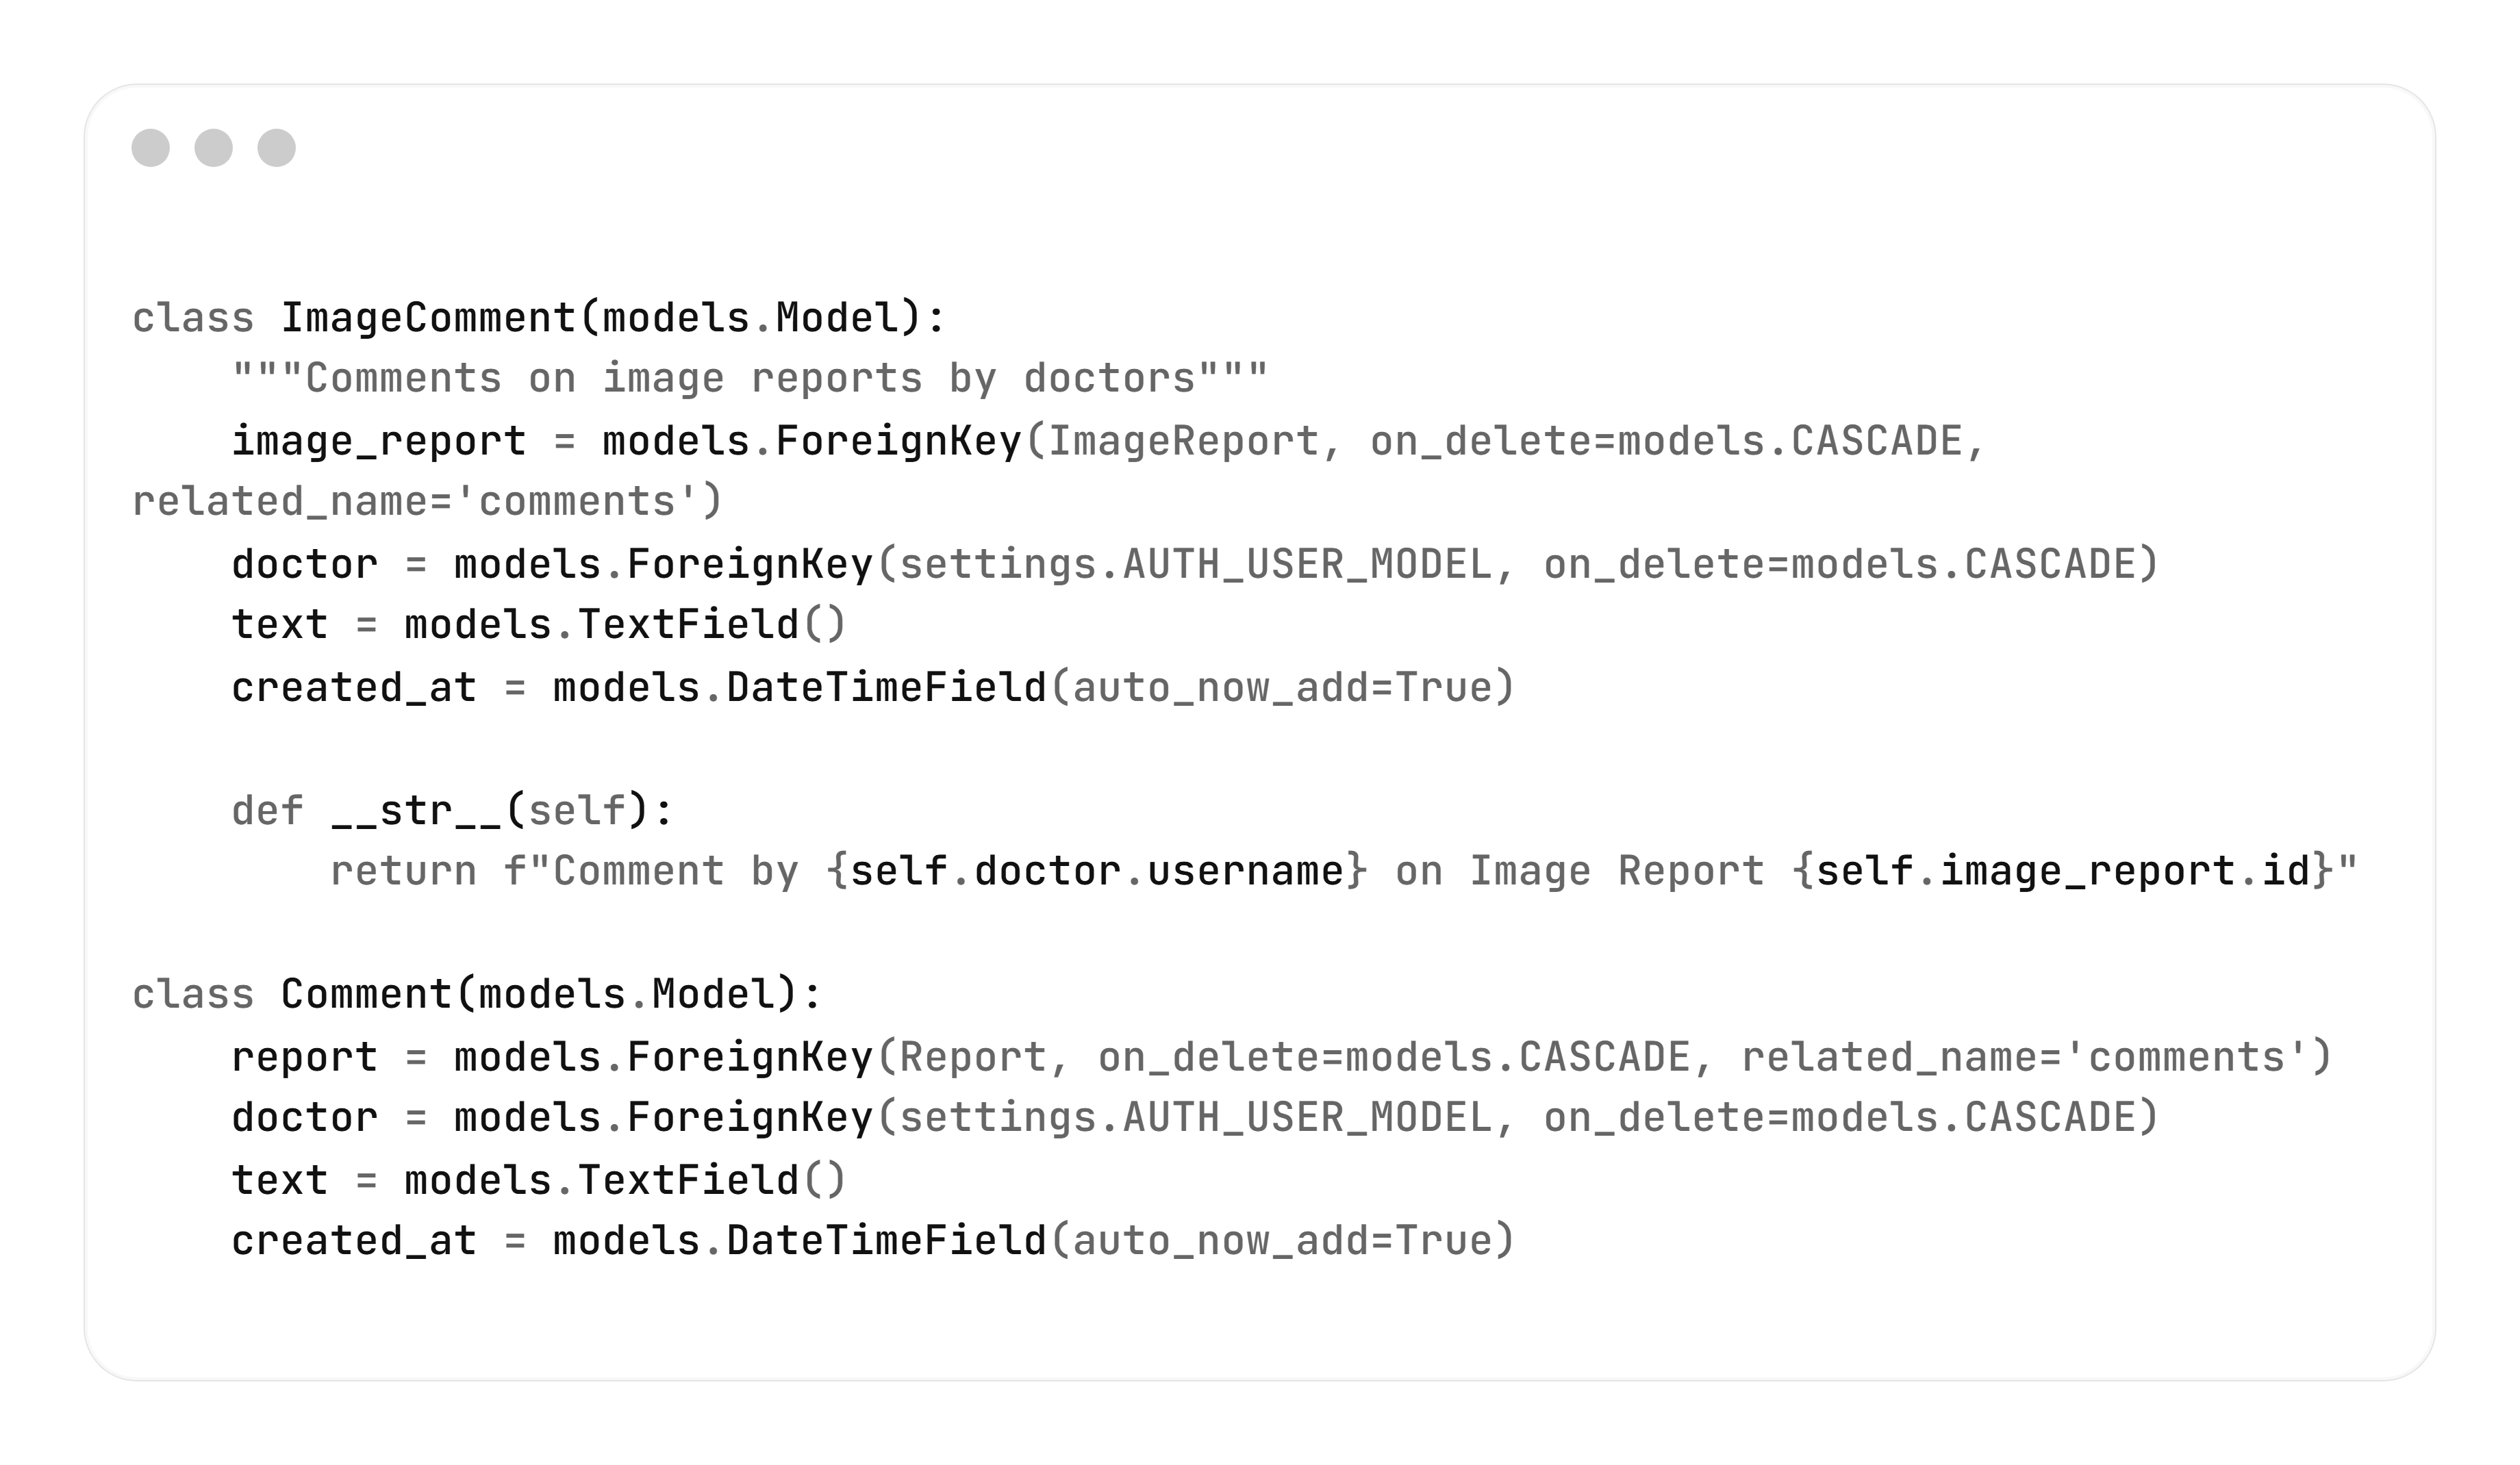 class ImageComment(models.Model):
    """Comments on image reports by doctors"""
    image_report = models.ForeignKey(ImageReport, on_delete=models.CASCADE,
related_name='comments')
    doctor = models.ForeignKey(settings.AUTH_USER_MODEL, on_delete=models.CASCADE)
    text = models.TextField()
    created_at = models.DateTimeField(auto_now_add=True)

    def __str__(self):
        return f"Comment by {self.doctor.username} on Image Report {self.image_report.id}"

class Comment(models.Model):
    report = models.ForeignKey(Report, on_delete=models.CASCADE, related_name='comments')
    doctor = models.ForeignKey(settings.AUTH_USER_MODEL, on_delete=models.CASCADE)
    text = models.TextField()
    created_at = models.DateTimeField(auto_now_add=True)